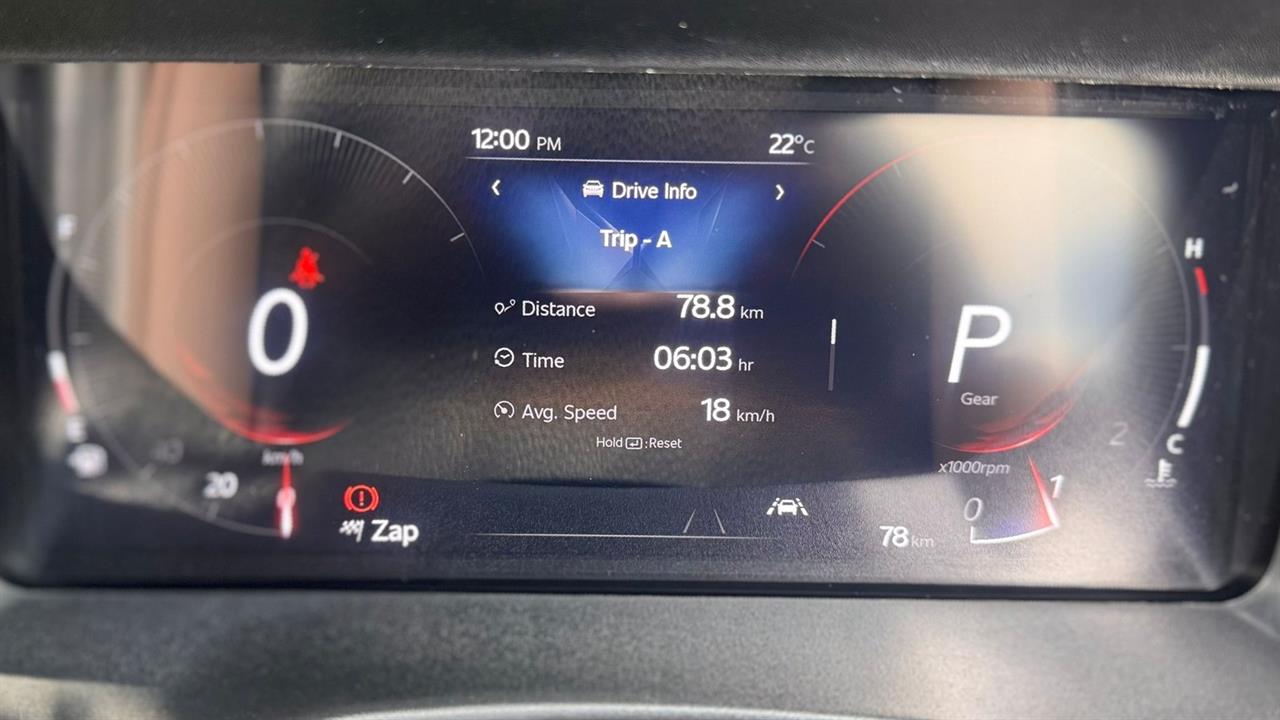 12:00 PM 22°C
‹ Drive Info ›
Trip - A
H
Distance 78.8 km
0
Time 06:03 hr
P
Gear
Avg. Speed 18 km/h
Hold :Reset
C
2
km/h
x1000rpm
20
0 1
Zap
78 km